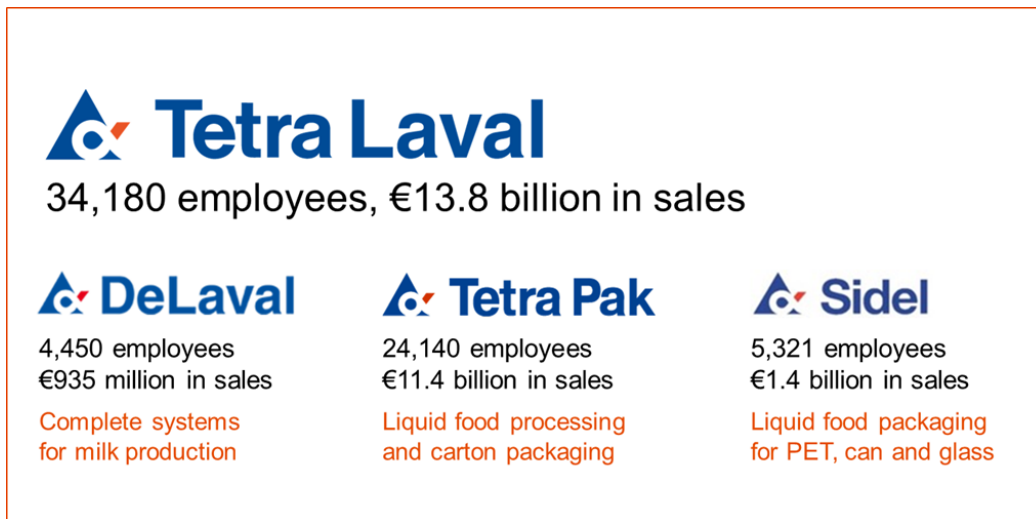 Tetra Laval
34,180 employees, €13.8 billion in sales
DeLaval
4,450 employees
€935 million in sales
Complete systems
for milk production
Tetra Pak
24,140 employees
€11.4 billion in sales
Liquid food processing
and carton packaging
Sidel
5,321 employees
€1.4 billion in sales
Liquid food packaging
for PET, can and glass